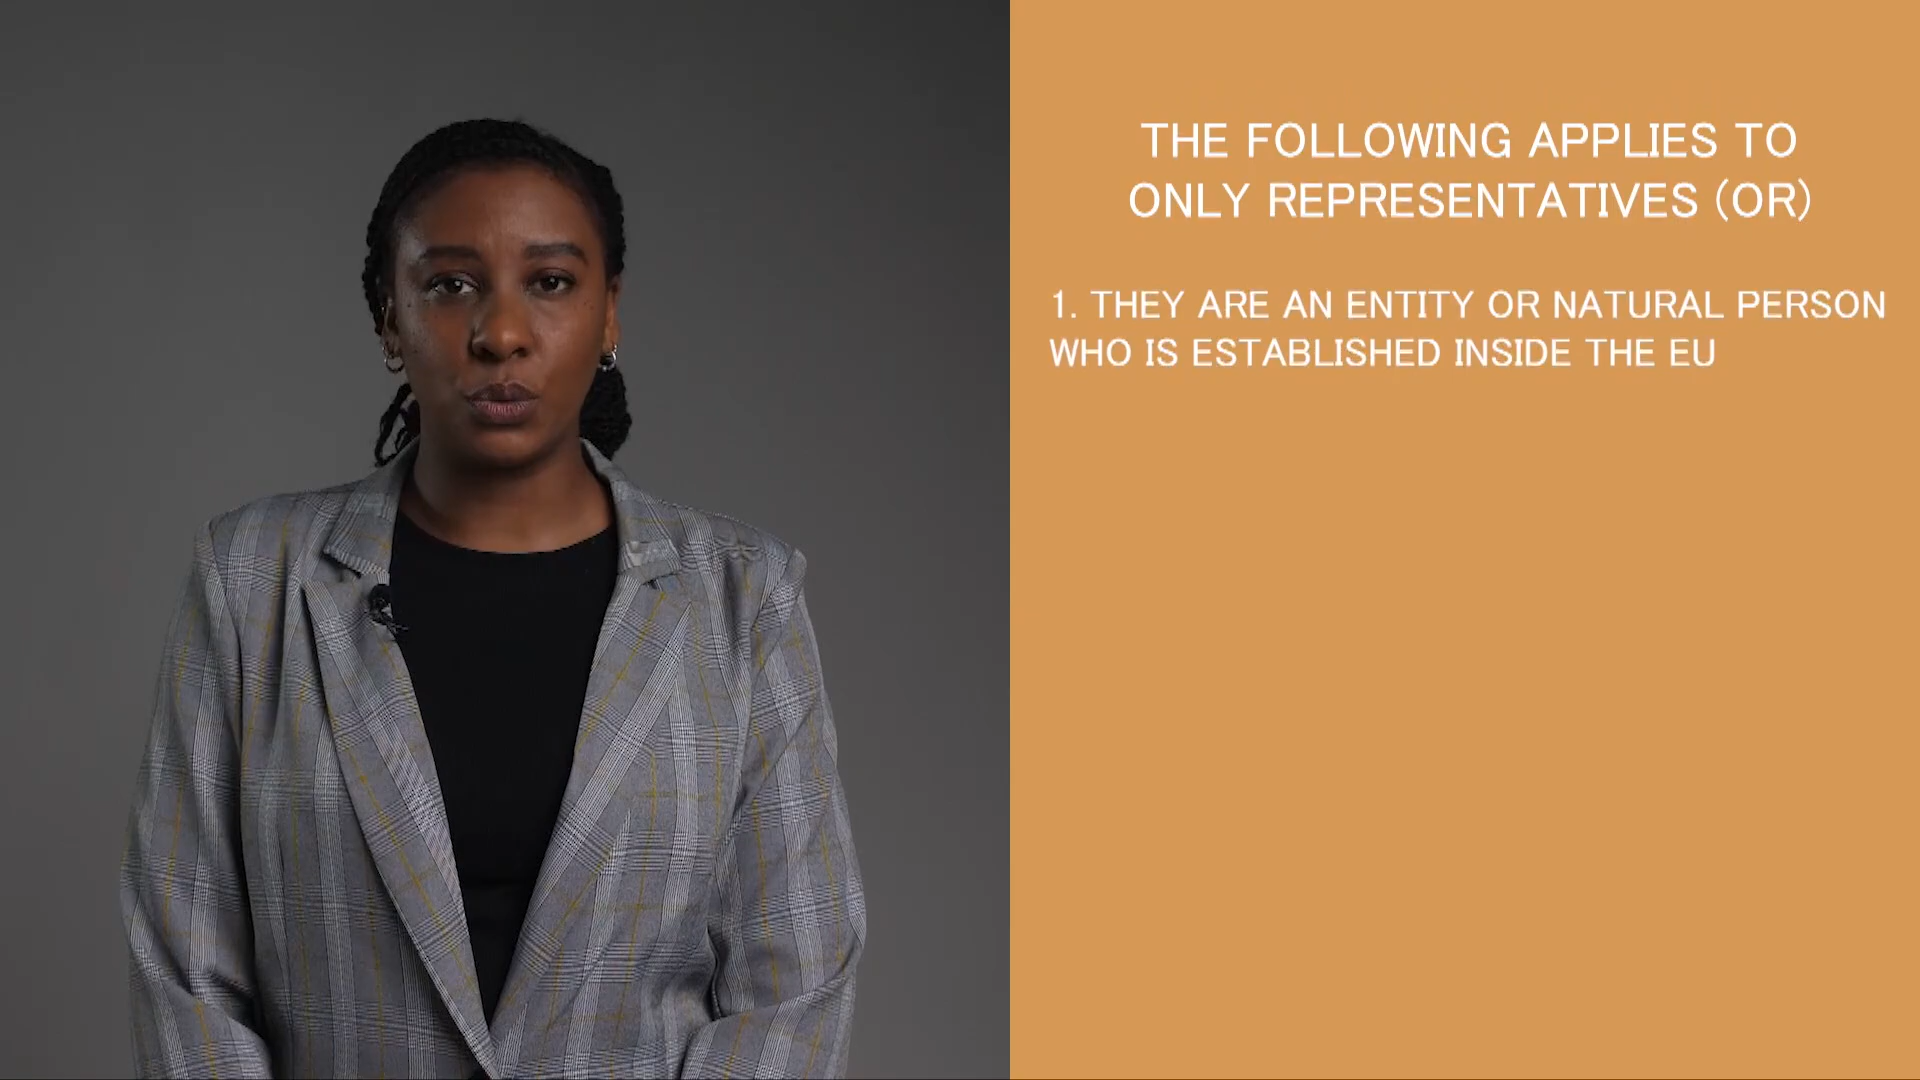 THE FOLLOWING APPLIES TO
ONLY REPRESENTATIVES (OR)
1. THEY ARE AN ENTITY OR NATURAL PERSON
WHO IS ESTABLISHED INSIDE THE EU